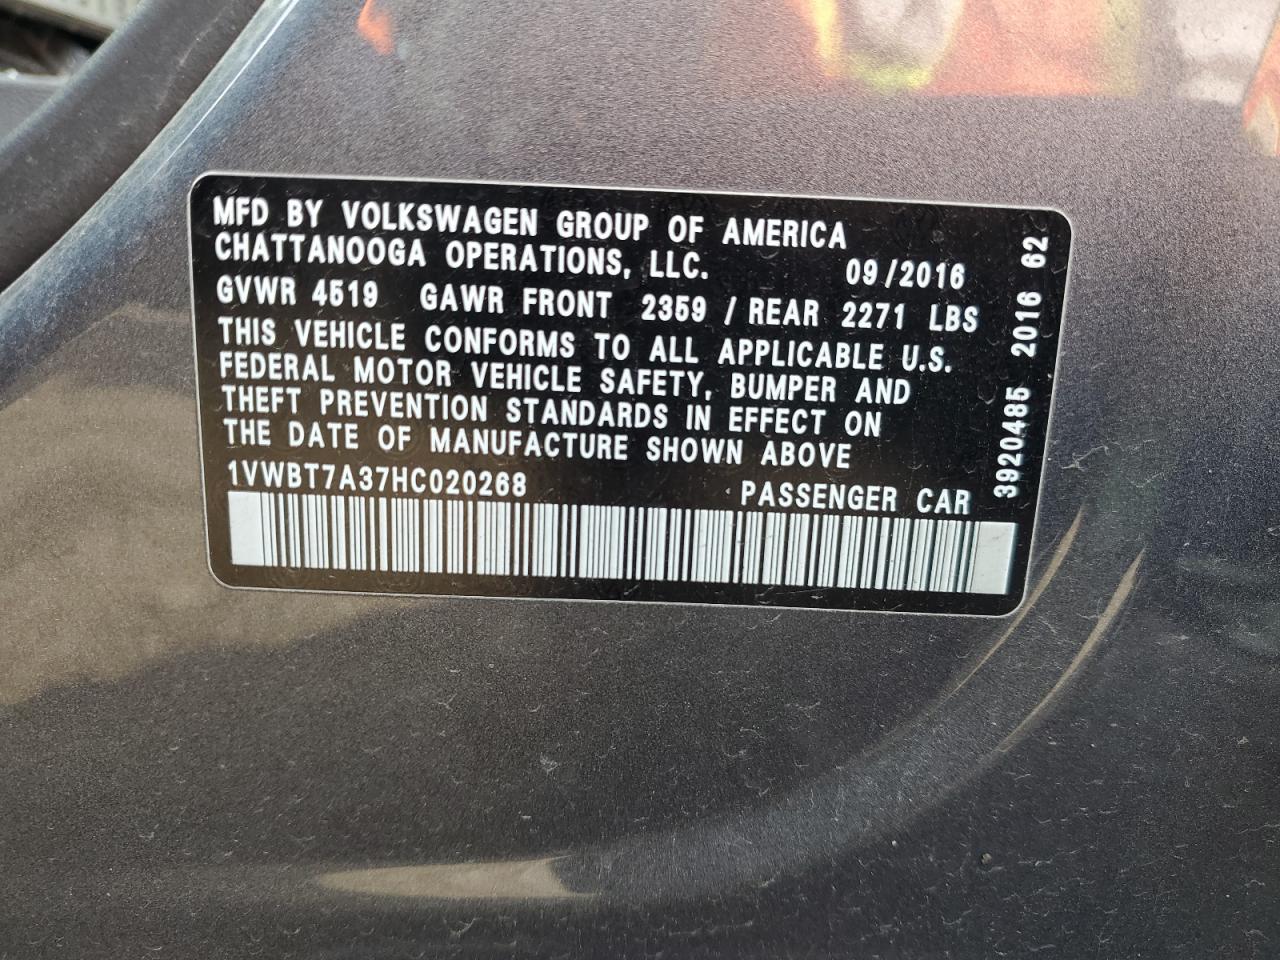 MFD BY VOLKSWAGEN GROUP OF AMERICA
CHATTANOOGA OPERATIONS, LLC. 09/2016
GVWR 4519 GAWR FRONT 2359 / REAR 2271 LBS
THIS VEHICLE CONFORMS TO ALL APPLICABLE U.S.
FEDERAL MOTOR VEHICLE SAFETY, BUMPER AND
THEFT PREVENTION STANDARDS IN EFFECT ON
THE DATE OF MANUFACTURE SHOWN ABOVE
1VWBT7A37HC020268 PASSENGER CAR
3920485 2016 62